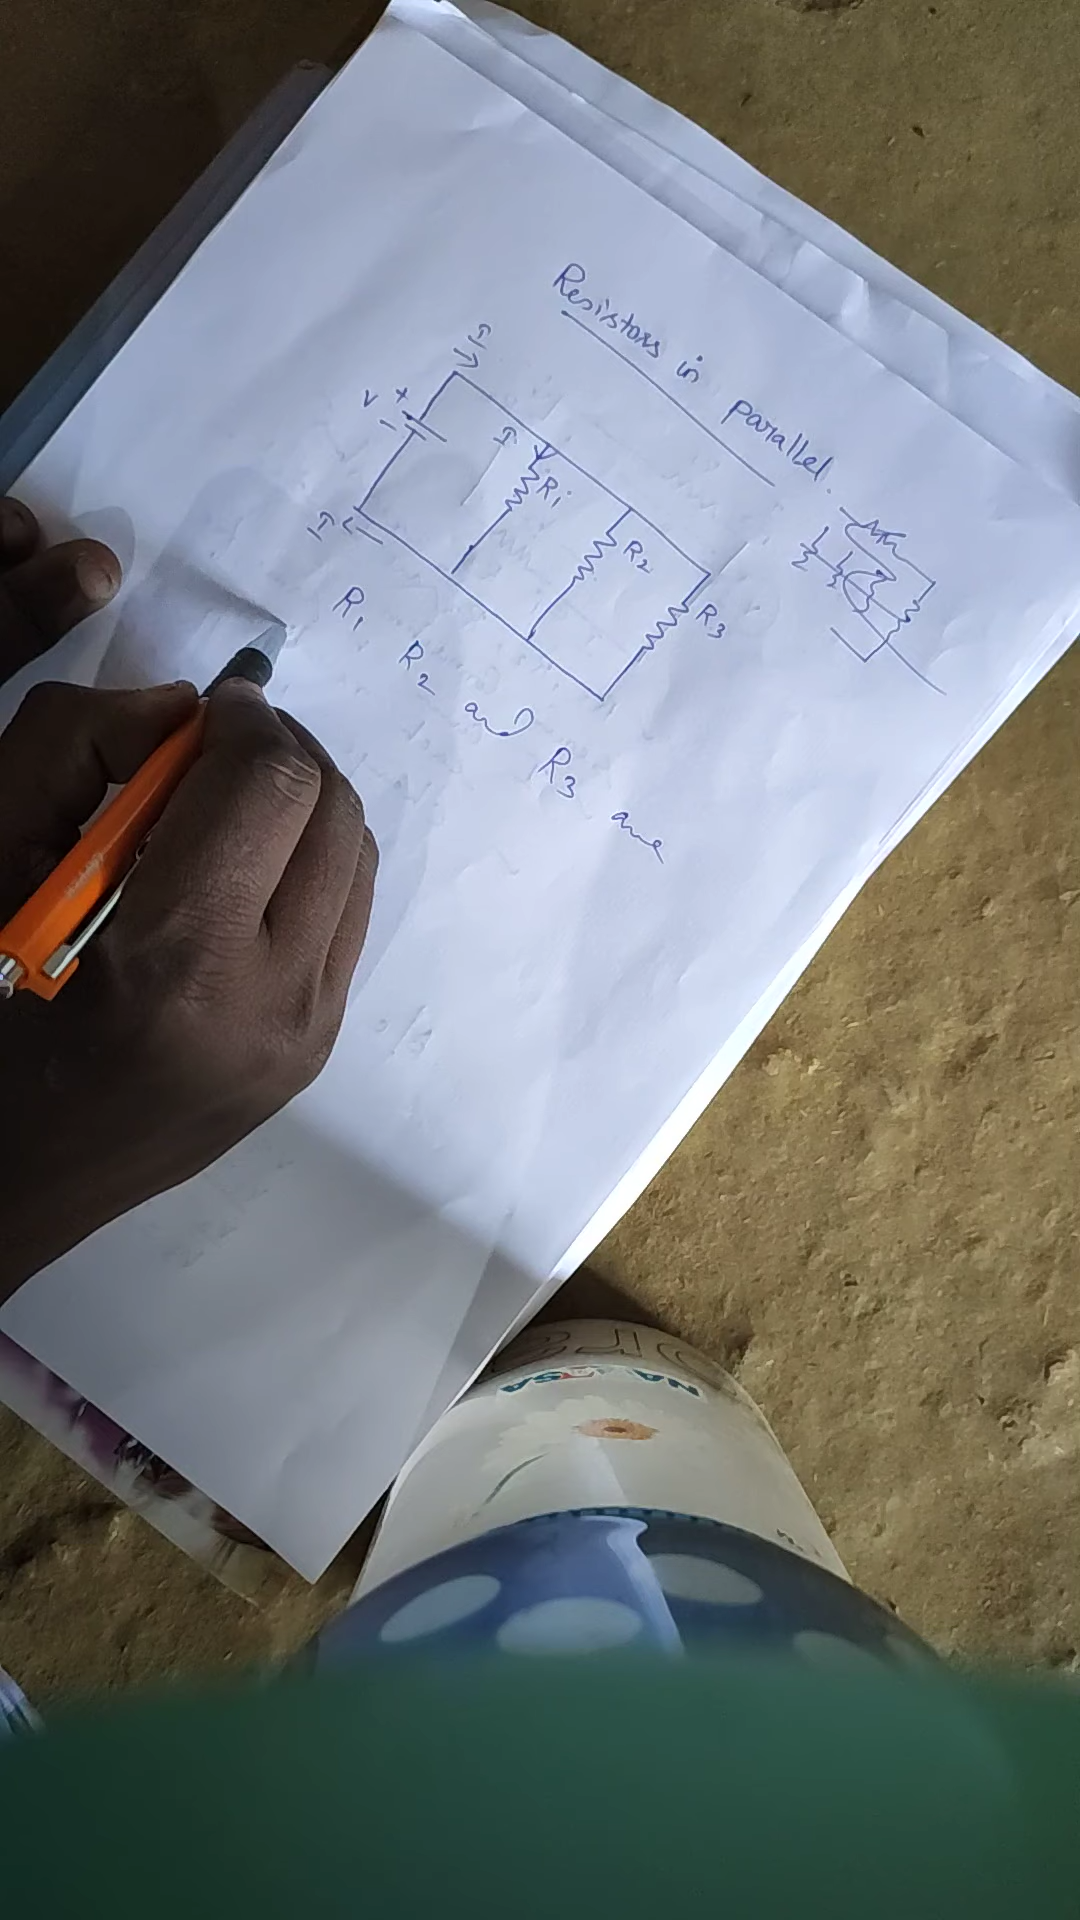 Resistors in parallel.
I
V + -
I
R1
R2
R3
I
R1 R2 and R3 are